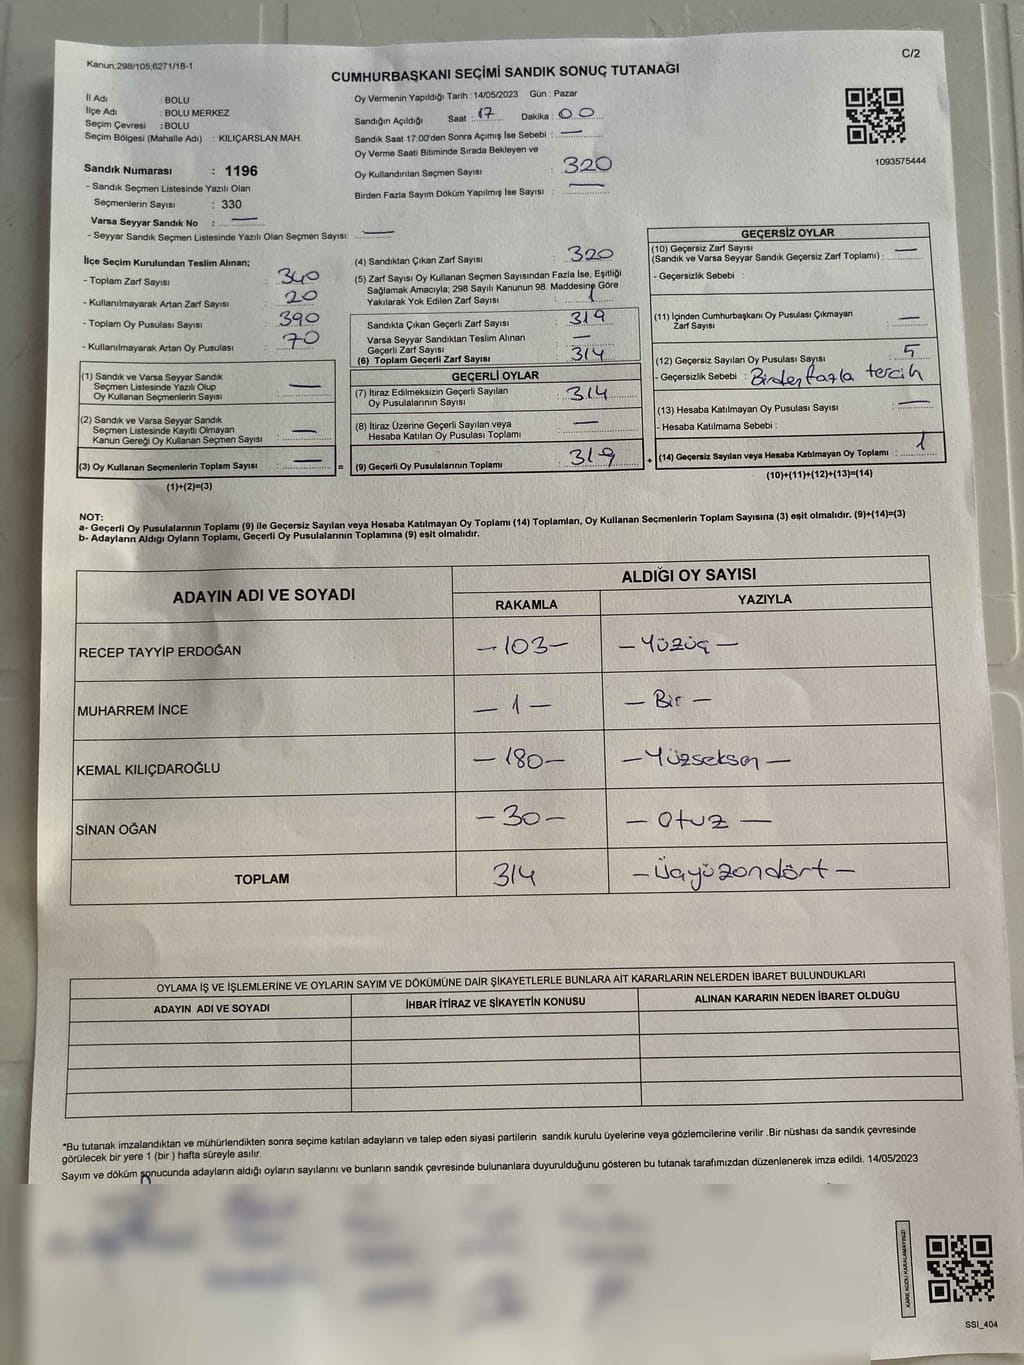 Kanun:298/105;6271/18-1
C/2
CUMHURBAŞKANI SEÇİMİ SANDIK SONUÇ TUTANAĞI
İl Adı : BOLU
İlçe Adı : BOLU MERKEZ
Seçim Çevresi : BOLU
Seçim Bölgesi (Mahalle Adı) : KILIÇARSLAN MAH.
Sandık Numarası : 1196
- Sandık Seçmen Listesinde Yazılı Olan
Seçmenlerin Sayısı : 330
Varsa Seyyar Sandık No : —
- Seyyar Sandık Seçmen Listesinde Yazılı Olan Seçmen Sayısı: —
Oy Vermenin Yapıldığı Tarih : 14/05/2023 Gün : Pazar
Sandığın Açıldığı Saat : 17 Dakika : 00
Sandık Saat 17:00'den Sonra Açımış İse Sebebi : —
Oy Verme Saati Bitiminde Sırada Bekleyen ve
Oy Kullandırılan Seçmen Sayısı : 320
Birden Fazla Sayım Döküm Yapılmış İse Sayısı : —
1093575444
İlçe Seçim Kurulundan Teslim Alınan;
- Toplam Zarf Sayısı : 340
- Kullanılmayarak Artan Zarf Sayısı : 20
- Toplam Oy Pusulası Sayısı : 390
- Kullanılmayarak Artan Oy Pusulası : 70
(1) Sandık ve Varsa Seyyar Sandık
Seçmen Listesinde Yazılı Olup
Oy Kullanan Seçmenlerin Sayısı : —
(2) Sandık ve Varsa Seyyar Sandık
Seçmen Listesinde Kayıtlı Olmayan
Kanun Gereği Oy Kullanan Seçmen Sayısı : —
(3) Oy Kullanan Seçmenlerin Toplam Sayısı : —
(1)+(2)=(3)
=
(4) Sandıktan Çıkan Zarf Sayısı : 320
(5) Zarf Sayısı Oy Kullanan Seçmen Sayısından Fazla İse, Eşitliği
Sağlamak Amacıyla; 298 Sayılı Kanunun 98. Maddesine Göre
Yakılarak Yok Edilen Zarf Sayısı : 1
Sandıkta Çıkan Geçerli Zarf Sayısı : 319
Varsa Seyyar Sandıktan Teslim Alınan
Geçerli Zarf Sayısı : —
(6) Toplam Geçerli Zarf Sayısı : 314
GEÇERLİ OYLAR
(7) İtiraz Edilmeksizin Geçerli Sayılan
Oy Pusulalarının Sayısı : 314
(8) İtiraz Üzerine Geçerli Sayılan veya
Hesaba Katılan Oy Pusulası Toplamı : —
(9) Geçerli Oy Pusulalarının Toplamı : 319
+
GEÇERSİZ OYLAR
(10) Geçersiz Zarf Sayısı
(Sandık ve Varsa Seyyar Sandık Geçersiz Zarf Toplamı) : —
- Geçersizlik Sebebi :
(11) İçinden Cumhurbaşkanı Oy Pusulası Çıkmayan
Zarf Sayısı : —
(12) Geçersiz Sayılan Oy Pusulası Sayısı : 5
- Geçersizlik Sebebi : Birden fazla tercih
(13) Hesaba Katılmayan Oy Pusulası Sayısı : —
- Hesaba Katılmama Sebebi :
(14) Geçersiz Sayılan veya Hesaba Katılmayan Oy Toplamı : 1
(10)+(11)+(12)+(13)=(14)
NOT:
a- Geçerli Oy Pusulalarının Toplamı (9) ile Geçersiz Sayılan veya Hesaba Katılmayan Oy Toplamı (14) Toplamları, Oy Kullanan Seçmenlerin Toplam Sayısına (3) eşit olmalıdır. (9)+(14)=(3)
b- Adayların Aldığı Oyların Toplamı, Geçerli Oy Pusulalarının Toplamına (9) eşit olmalıdır.
ADAYIN ADI VE SOYADI
ALDIĞI OY SAYISI
RAKAMLA YAZIYLA
RECEP TAYYİP ERDOĞAN —103— —Yüzüç—
MUHARREM İNCE —1— —Bir—
KEMAL KILIÇDAROĞLU —180— —Yüzseksen—
SİNAN OĞAN —30— —Otuz—
TOPLAM 314 —Üçyüzondört—
OYLAMA İŞ VE İŞLEMLERİNE VE OYLARIN SAYIM VE DÖKÜMÜNE DAİR ŞİKAYETLERLE BUNLARA AİT KARARLARIN NELERDEN İBARET BULUNDUKLARI
ADAYIN ADI VE SOYADI İHBAR İTİRAZ VE ŞİKAYETİN KONUSU ALINAN KARARIN NEDEN İBARET OLDUĞU
*Bu tutanak imzalandıktan ve mühürlendikten sonra seçime katılan adayların ve talep eden siyasi partilerin sandık kurulu üyelerine veya gözlemcilerine verilir .Bir nüshası da sandık çevresinde
görülecek bir yere 1 (bir ) hafta süreyle asılır.
Sayım ve döküm sonucunda adayların aldığı oyların sayılarını ve bunların sandık çevresinde bulunanlara duyurulduğunu gösteren bu tutanak tarafımızdan düzenlenerek imza edildi. 14/05/2023
KARE KODU KARALAMAYINIZ!
SSI_404